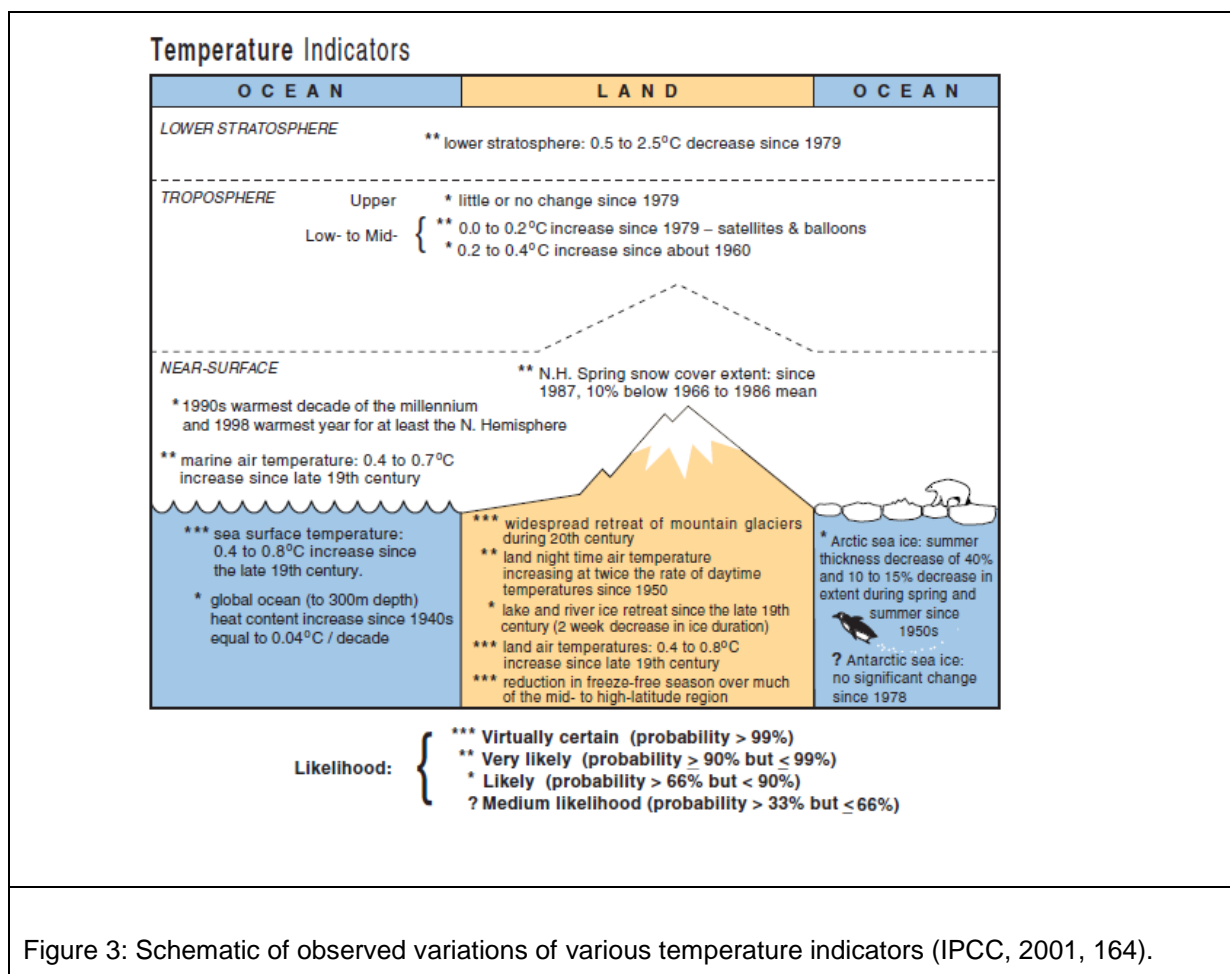 Temperature Indicators
OCEAN
LAND
OCEAN
LOWER STRATOSPHERE
** lower stratosphere: 0.5 to 2.5°C decrease since 1979
TROPOSPHERE
Upper
* little or no change since 1979
Low- to Mid-
{
** 0.0 to 0.2°C increase since 1979 – satellites & balloons
* 0.2 to 0.4°C increase since about 1960
NEAR-SURFACE
** N.H. Spring snow cover extent: since
1987, 10% below 1966 to 1986 mean
* 1990s warmest decade of the millennium
and 1998 warmest year for at least the N. Hemisphere
** marine air temperature: 0.4 to 0.7°C
increase since late 19th century
*** sea surface temperature:
0.4 to 0.8°C increase since
the late 19th century.
* global ocean (to 300m depth)
heat content increase since 1940s
equal to 0.04°C / decade
*** widespread retreat of mountain glaciers
during 20th century
** land night time air temperature
increasing at twice the rate of daytime
temperatures since 1950
* lake and river ice retreat since the late 19th
century (2 week decrease in ice duration)
*** land air temperatures: 0.4 to 0.8°C
increase since late 19th century
*** reduction in freeze-free season over much
of the mid- to high-latitude region
* Arctic sea ice: summer
thickness decrease of 40%
and 10 to 15% decrease in
extent during spring and
summer since
1950s
? Antarctic sea ice:
no significant change
since 1978
Likelihood:
{
*** Virtually certain (probability > 99%)
** Very likely (probability ≥ 90% but ≤ 99%)
* Likely (probability > 66% but < 90%)
? Medium likelihood (probability > 33% but ≤ 66%)
Figure 3: Schematic of observed variations of various temperature indicators (IPCC, 2001, 164).